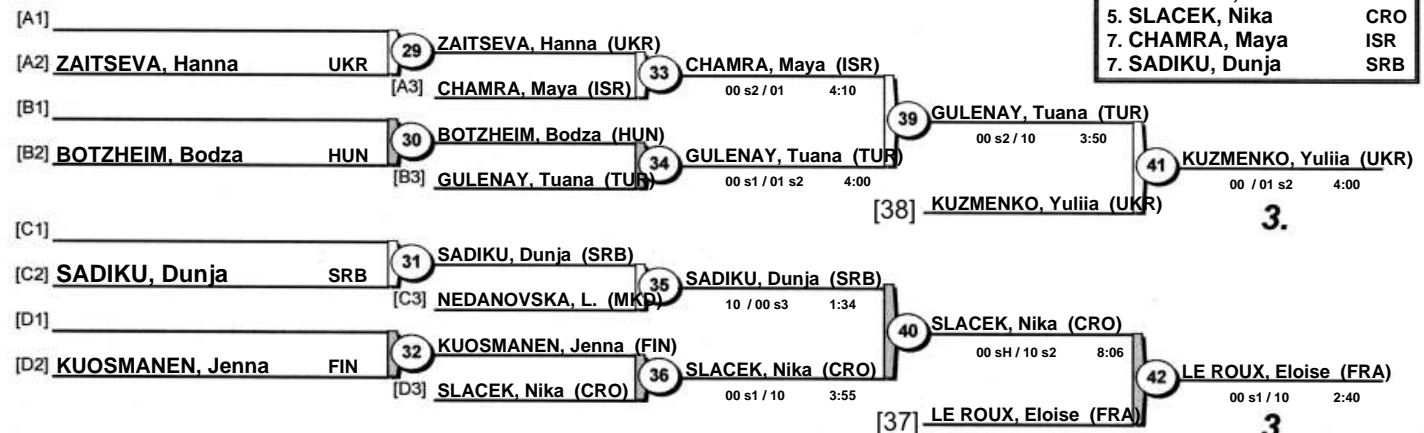 5. SLACEK, Nika CRO
7. CHAMRA, Maya ISR
7. SADIKU, Dunja SRB
[A1]
[A2] ZAITSEVA, Hanna UKR
29
ZAITSEVA, Hanna (UKR)
[A3] CHAMRA, Maya (ISR)
33
CHAMRA, Maya (ISR)
00 s2 / 01 4:10
[B1]
[B2] BOTZHEIM, Bodza HUN
30
BOTZHEIM, Bodza (HUN)
[B3] GULENAY, Tuana (TUR)
34
GULENAY, Tuana (TUR)
00 s1 / 01 s2 4:00
39
GULENAY, Tuana (TUR)
00 s2 / 10 3:50
[38] KUZMENKO, Yuliia (UKR)
41
KUZMENKO, Yuliia (UKR)
00 / 01 s2 4:00
3.
[C1]
[C2] SADIKU, Dunja SRB
31
SADIKU, Dunja (SRB)
[C3] NEDANOVSKA, L. (MKD)
35
SADIKU, Dunja (SRB)
10 / 00 s3 1:34
[D1]
[D2] KUOSMANEN, Jenna FIN
32
KUOSMANEN, Jenna (FIN)
[D3] SLACEK, Nika (CRO)
36
SLACEK, Nika (CRO)
00 s1 / 10 3:55
40
SLACEK, Nika (CRO)
00 sH / 10 s2 8:06
[37] LE ROUX, Eloise (FRA)
42
LE ROUX, Eloise (FRA)
00 s1 / 10 2:40
3